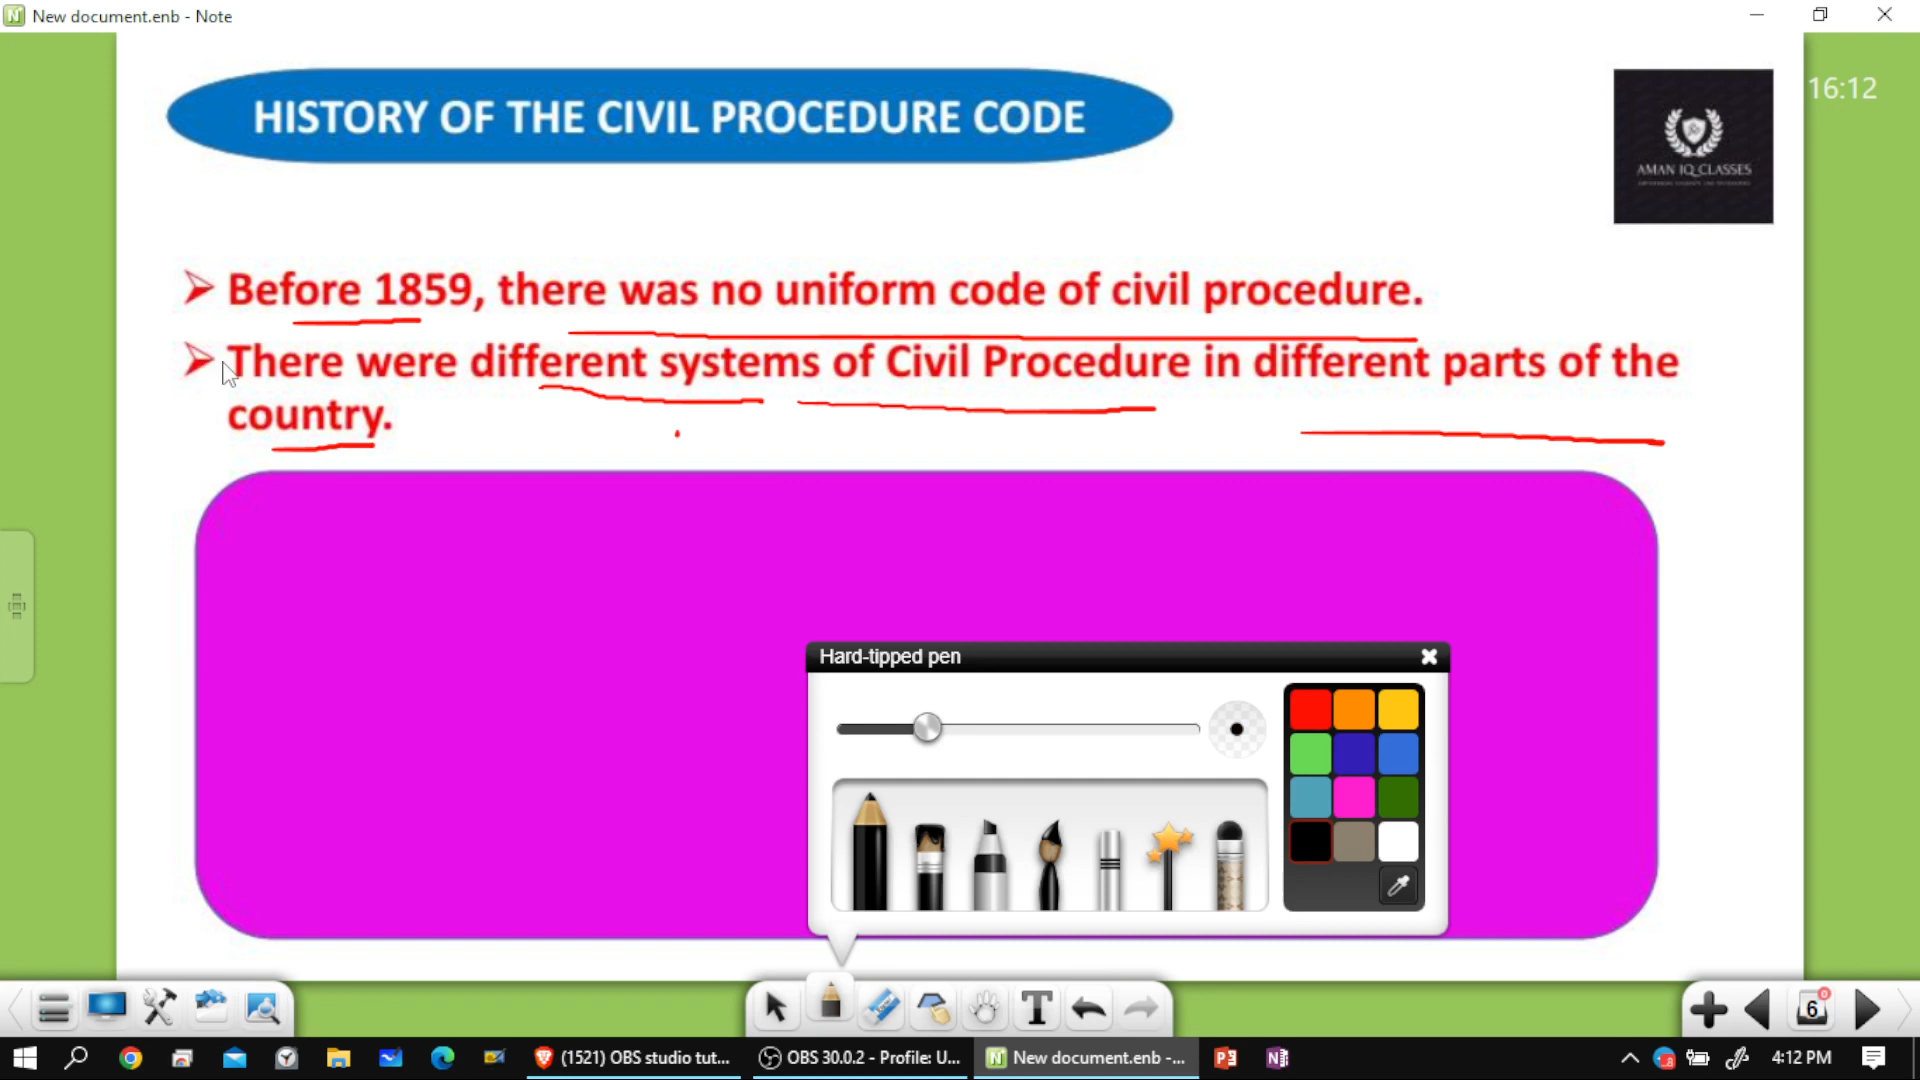 New document.enb - Note
HISTORY OF THE CIVIL PROCEDURE CODE
16:12
AMAN IQ CLASSES
Before 1859, there was no uniform code of civil procedure.
There were different systems of Civil Procedure in different parts of the
country.
Hard-tipped pen
T
6
0
(1521) OBS studio tut...
OBS 30.0.2 - Profile: U...
New document.enb -...
4:12 PM